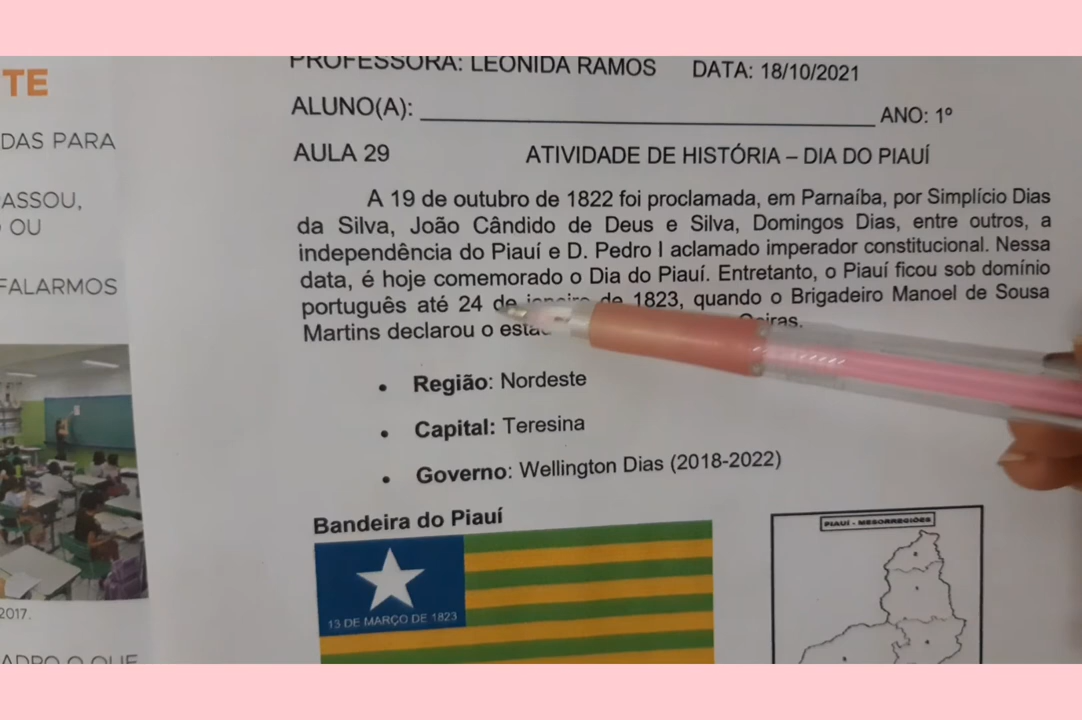 TE
DAS PARA
ASSOU,
OU
FALARMOS
2017.
PROFESSORA: LEONIDA RAMOS DATA: 18/10/2021
ALUNO(A): ANO: 1º
AULA 29 ATIVIDADE DE HISTÓRIA – DIA DO PIAUÍ
A 19 de outubro de 1822 foi proclamada, em Parnaíba, por Simplício Dias
da Silva, João Cândido de Deus e Silva, Domingos Dias, entre outros, a
independência do Piauí e D. Pedro I aclamado imperador constitucional. Nessa
data, é hoje comemorado o Dia do Piauí. Entretanto, o Piauí ficou sob domínio
português até 24 de janeiro de 1823, quando o Brigadeiro Manoel de Sousa
Martins declarou o Oeiras.
• Região: Nordeste
• Capital: Teresina
• Governo: Wellington Dias (2018-2022)
Bandeira do Piauí
13 DE MARÇO DE 1823
PIAUÍ - MESORREGIÕES